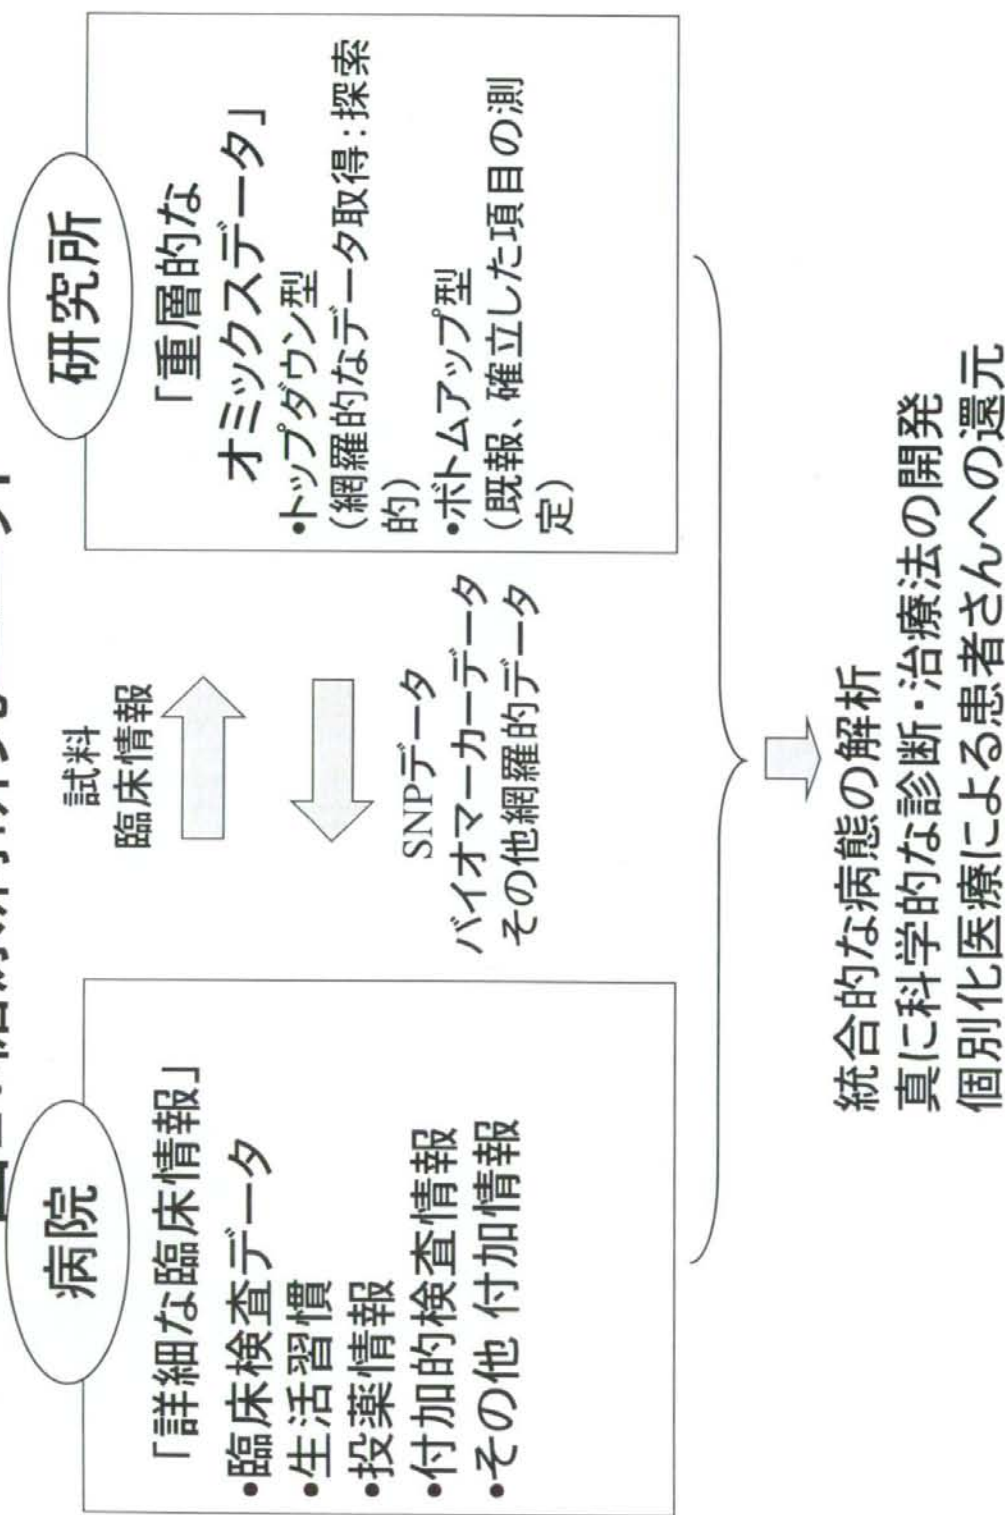 病院
「詳細な臨床情報」
•臨床検査データ
•生活習慣
•投薬情報
•付加的検査情報
•その他 付加情報
試料
臨床情報
SNPデータ
バイオマーカーデータ
その他網羅的データ
研究所
「重層的な
オミックスデータ」
•トップダウン型
(網羅的なデータ取得:探索
的)
•ボトムアップ型
(既報、確立した項目の測
定)
統合的な病態の解析
真に科学的な診断・治療法の開発
個別化医療による患者さんへの還元